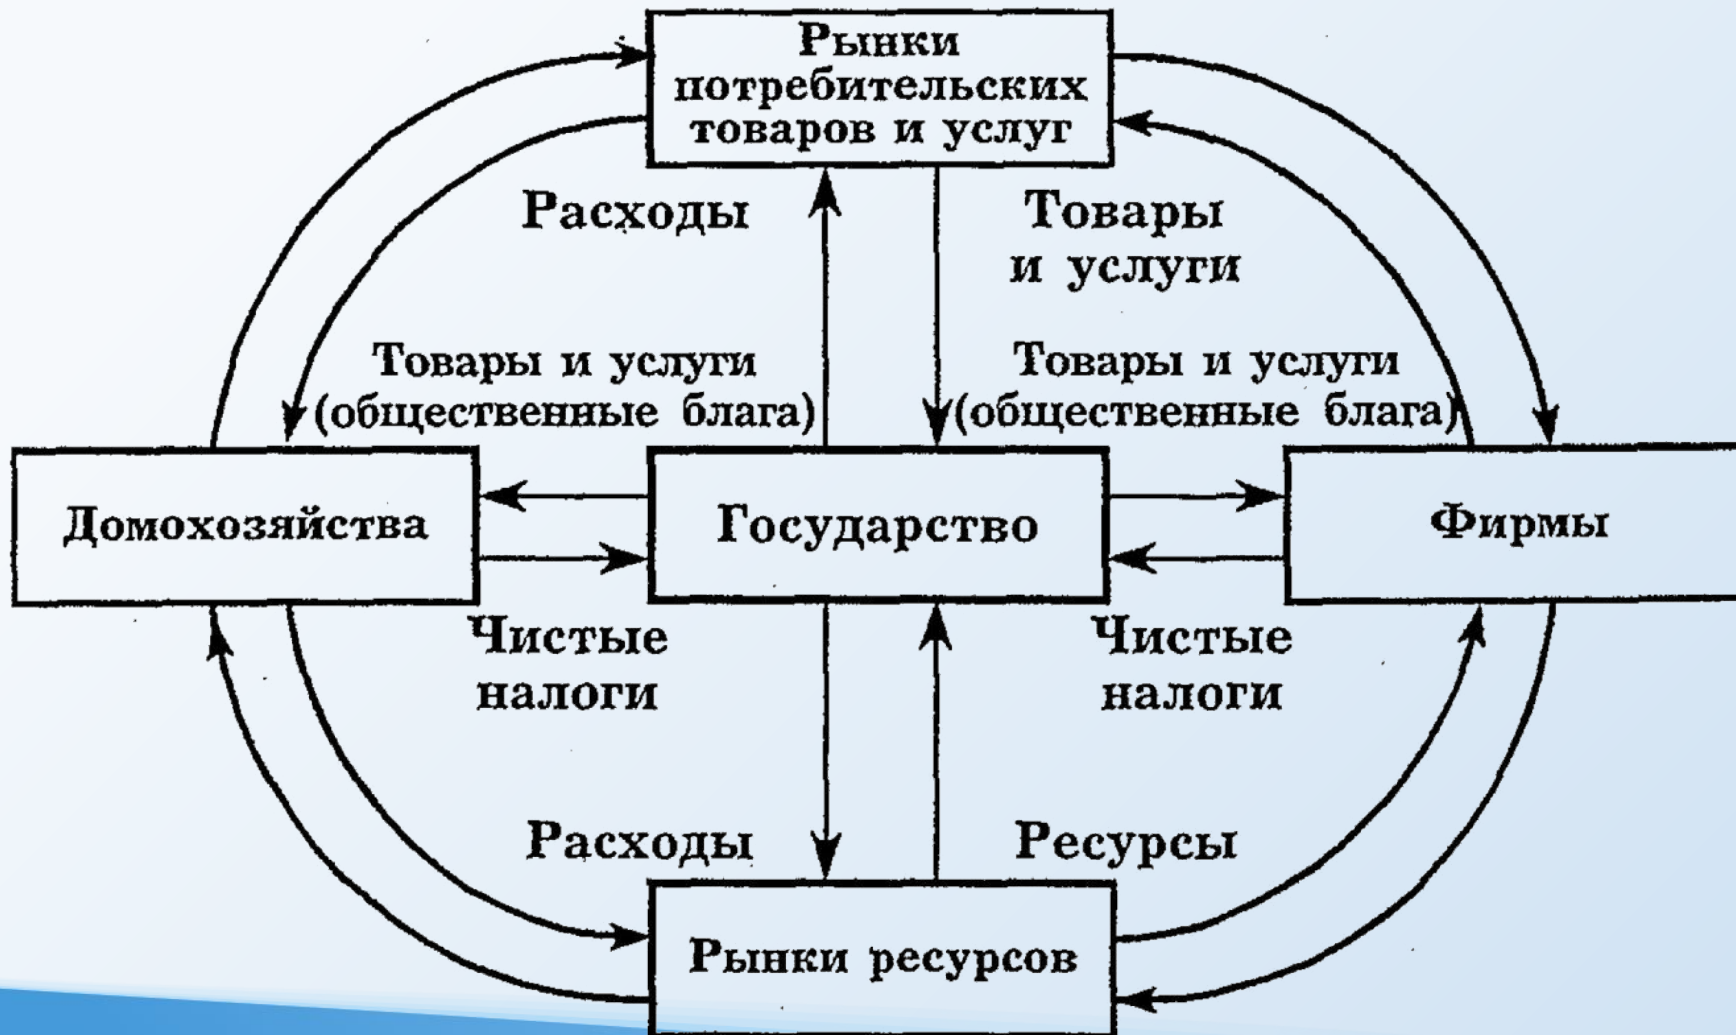 Рынки
потребительских
товаров и услуг
Расходы
Товары
и услуги
Товары и услуги
(общественные блага)
Товары и услуги
(общественные блага)
Домохозяйства
Государство
Фирмы
Чистые
налоги
Чистые
налоги
Расходы
Ресурсы
Рынки ресурсов